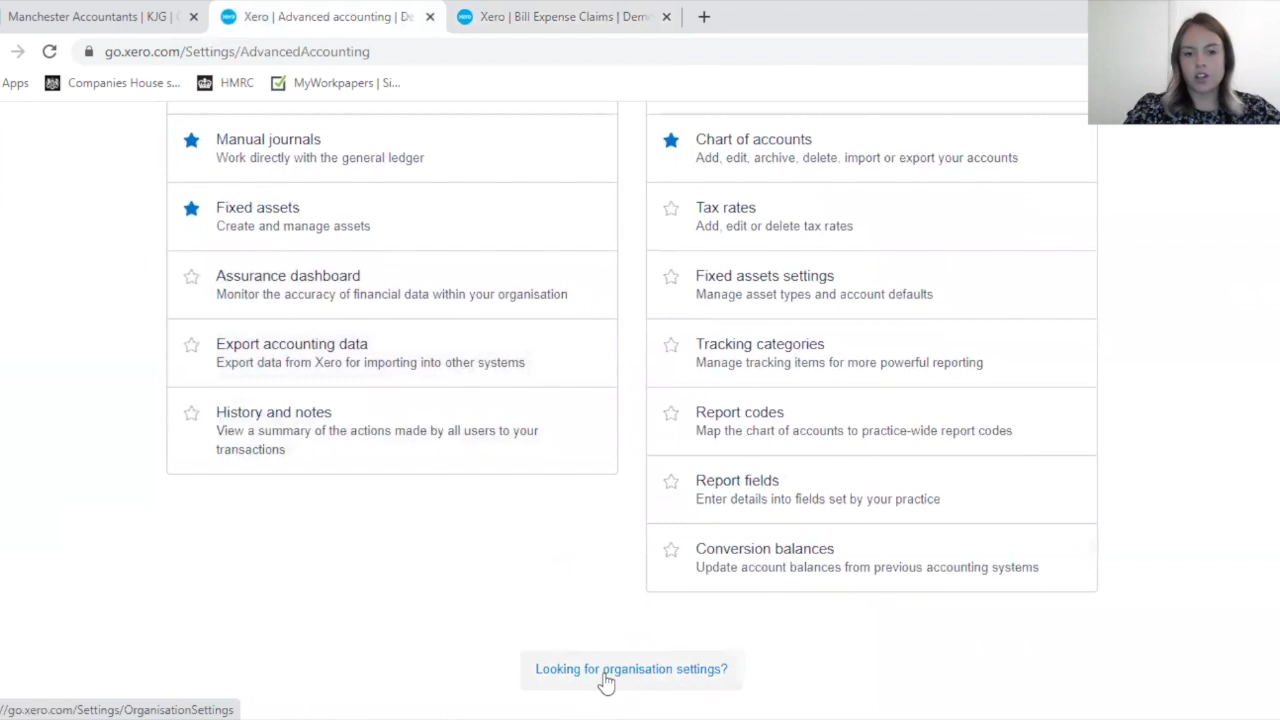 Manchester Accountants | KJG |
Xero | Advanced accounting | De
Xero | Bill Expense Claims | Demo
go.xero.com/Settings/AdvancedAccounting
Apps
Companies House s...
HMRC
MyWorkpapers | Si...
Manual journals
Work directly with the general ledger
Fixed assets
Create and manage assets
Assurance dashboard
Monitor the accuracy of financial data within your organisation
Export accounting data
Export data from Xero for importing into other systems
History and notes
View a summary of the actions made by all users to your
transactions
Chart of accounts
Add, edit, archive, delete, import or export your accounts
Tax rates
Add, edit or delete tax rates
Fixed assets settings
Manage asset types and account defaults
Tracking categories
Manage tracking items for more powerful reporting
Report codes
Map the chart of accounts to practice-wide report codes
Report fields
Enter details into fields set by your practice
Conversion balances
Update account balances from previous accounting systems
Looking for organisation settings?
//go.xero.com/Settings/OrganisationSettings